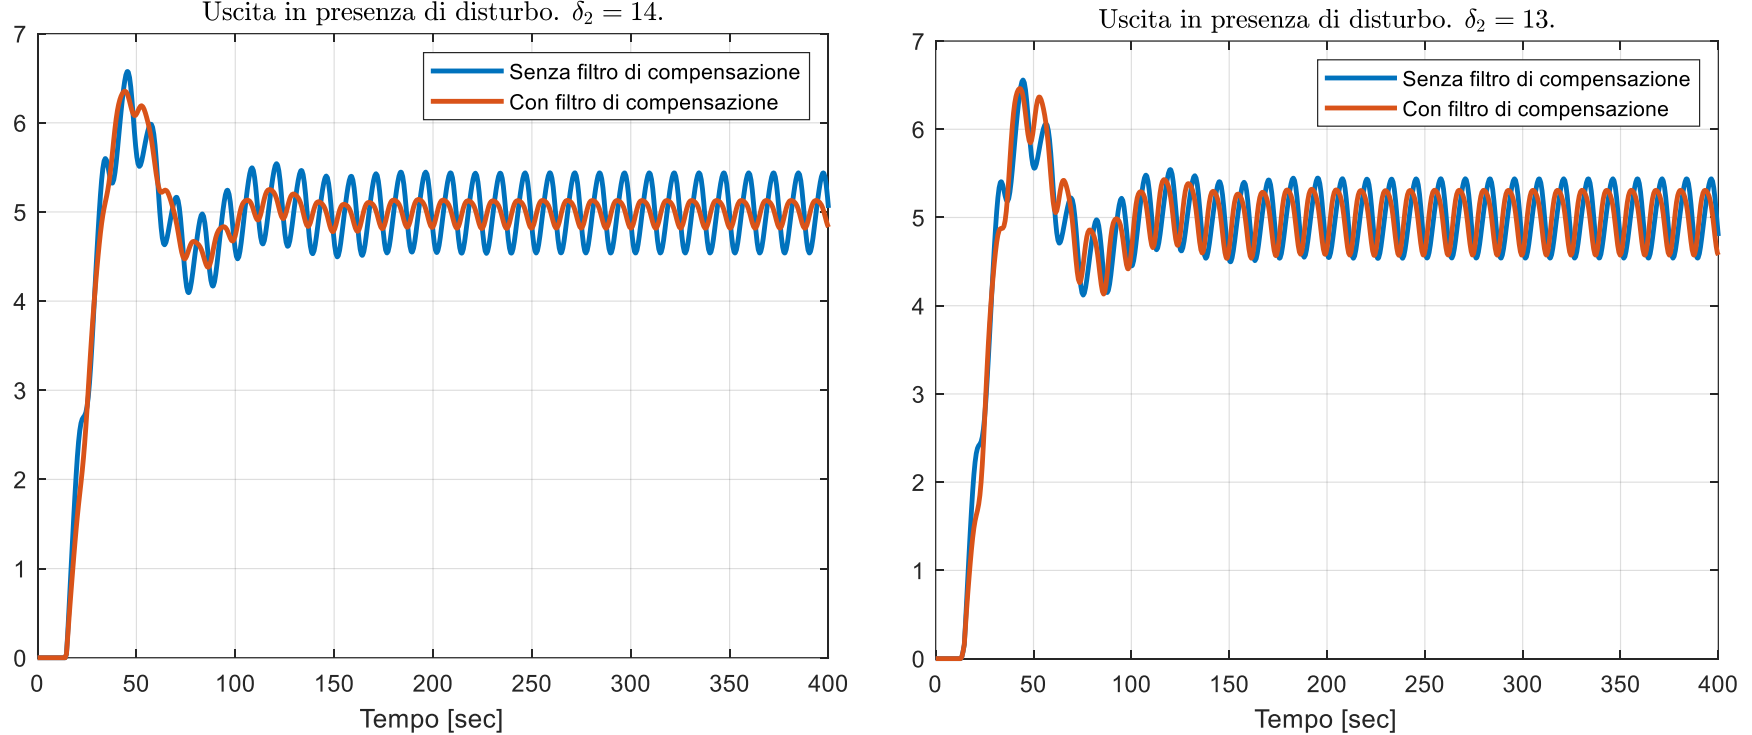 Uscita in presenza di disturbo. δ₂ = 14.
7
6
5
4
3
2
1
0
Senza filtro di compensazione
Con filtro di compensazione
0 50 100 150 200 250 300 350 400
Tempo [sec]
Uscita in presenza di disturbo. δ₂ = 13.
7
6
5
4
3
2
1
0
Senza filtro di compensazione
Con filtro di compensazione
0 50 100 150 200 250 300 350 400
Tempo [sec]